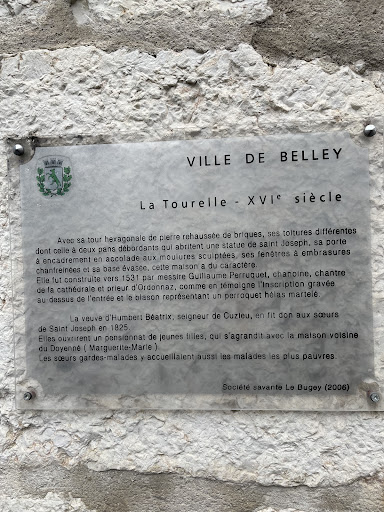 VILLE DE BELLEY
La Tourelle - XVIe siècle
Avec sa tour hexagonale de pierre rehaussée de briques, ses toitures différentes
dont celle à deux pans débordants qui abritent une statue de saint Joseph, sa porte
à encadrement en accolade aux moulures sculptées, ses fenêtres à embrasures
chanfreinées et sa base évasée, cette maison a du caractère.
Elle fut construite vers 1531 par messire Guillaume Perruquet, chanoine, chantre
de la cathédrale et prieur d'Ordonnaz, comme en témoigne l'inscription gravée
au dessus de l'entrée et le blason représentant un perroquet hélas martelé.
La veuve d'Humbert Béatrix, seigneur de Cuzieu, en fit don aux sœurs
de Saint Joseph en 1825.
Elles ouvrirent un pensionnat de jeunes filles, qui s'agrandit avec la maison voisine
du Doyenné ( Marguerite-Marie ).
Les sœurs gardes-malades y accueillaient aussi les malades les plus pauvres.
Société savante Le Bugey (2006)